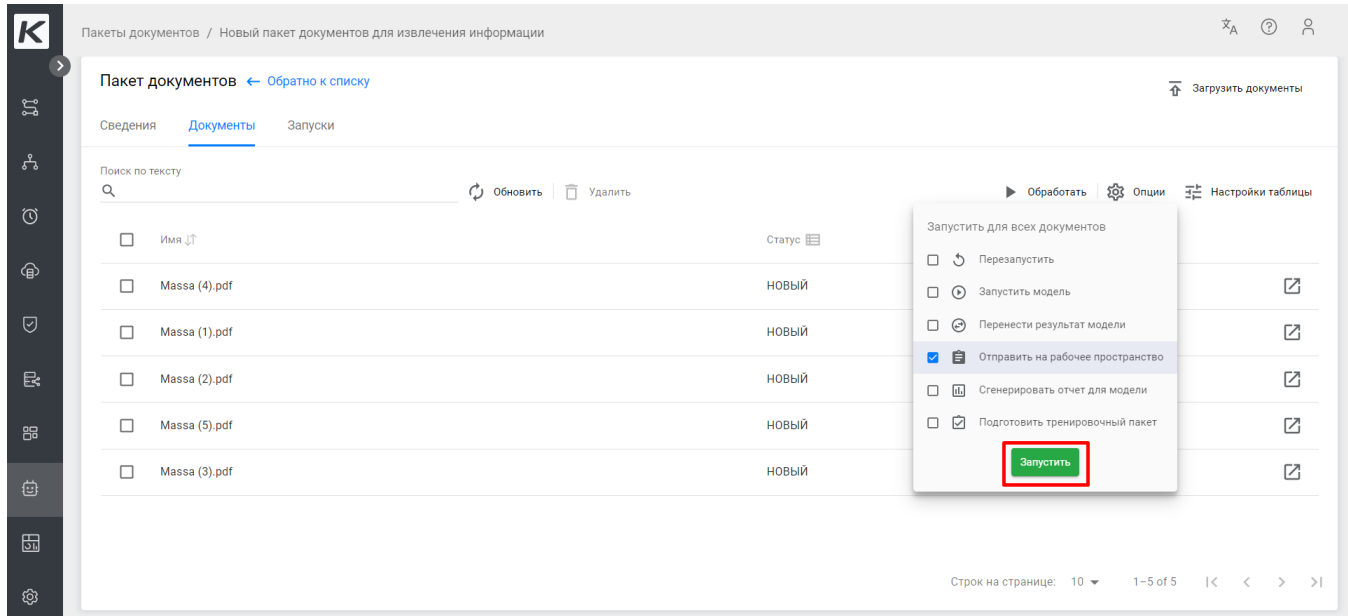 K
Пакеты документов / Новый пакет документов для извлечения информации
Пакет документов ← Обратно к списку
Загрузить документы
Сведения Документы Запуски
Поиск по тексту
Обновить Удалить Обработать Опции Настройки таблицы
Имя Статус
Massa (4).pdf НОВЫЙ
Massa (1).pdf НОВЫЙ
Massa (2).pdf НОВЫЙ
Massa (5).pdf НОВЫЙ
Massa (3).pdf НОВЫЙ
Запустить для всех документов
Перезапустить
Запустить модель
Перенести результат модели
Отправить на рабочее пространство
Сгенерировать отчет для модели
Подготовить тренировочный пакет
Запустить
Строк на странице: 10 1–5 of 5